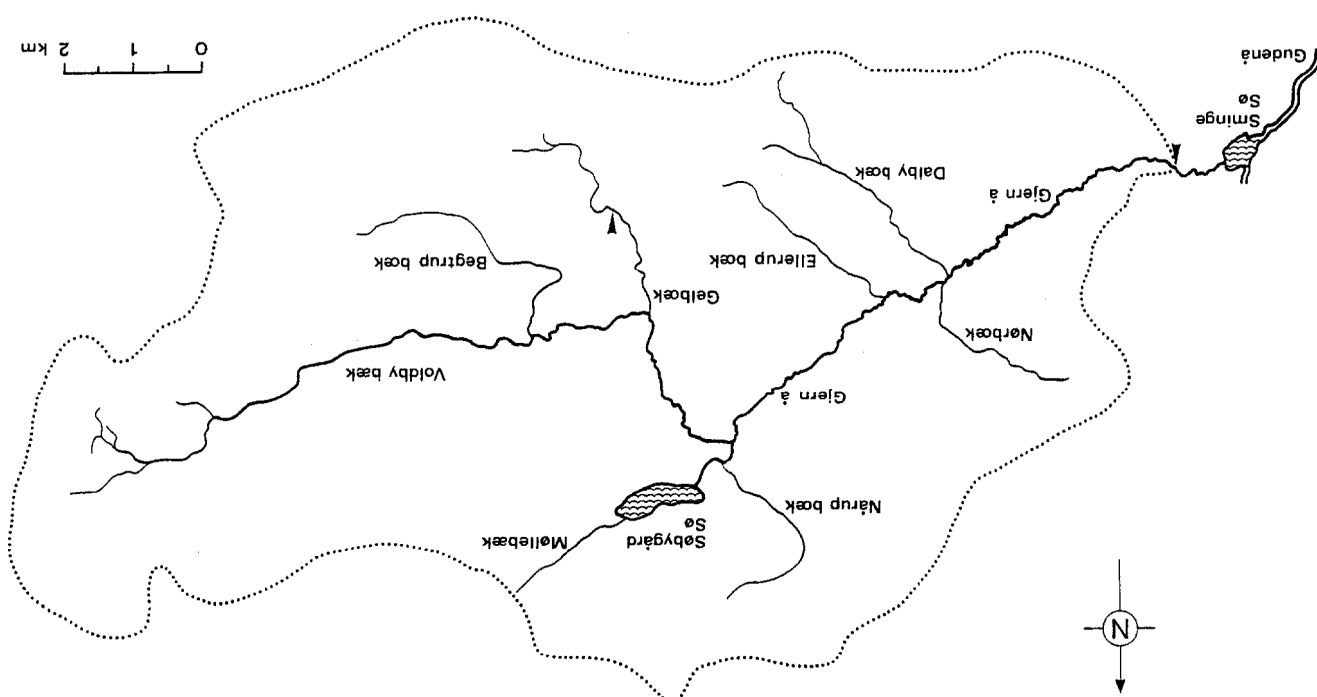 N
Møllebæk
Søbygård
Sø
Nårup bæk
Gjern å
Voldby bæk
Nørbæk
Gelbæk
Ellerup bæk
Begtrup bæk
Gjern å
Dalby bæk
Sminge
Sø
Gudenå
0 1 2 km